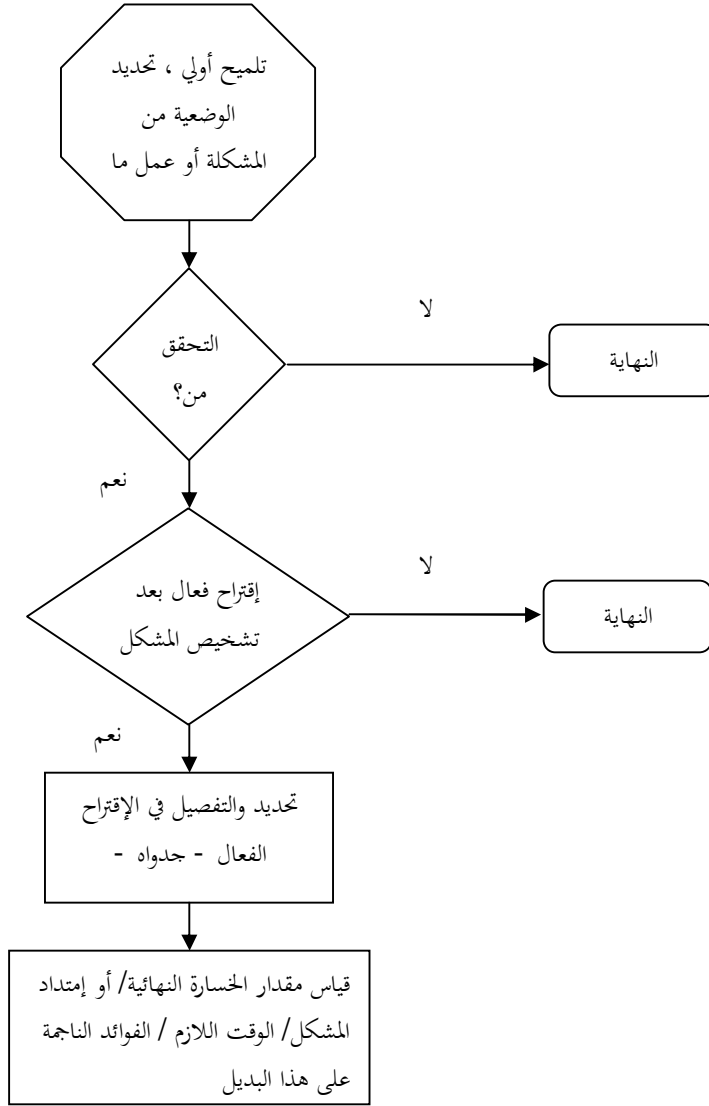 تلميح أولي ، تحديد
الوضعية من
المشكلة أو عمل ما
لا
التحقق
من؟
النهاية
نعم
لا
إقتراح فعال بعد
تشخيص المشكل
النهاية
نعم
تحديد والتفصيل في الإقتراح
الفعال - جدواه -
قياس مقدار الخسارة النهائية/ أو إمتداد
المشكل/ الوقت اللازم / الفوائد الناجمة
على هذا البديل